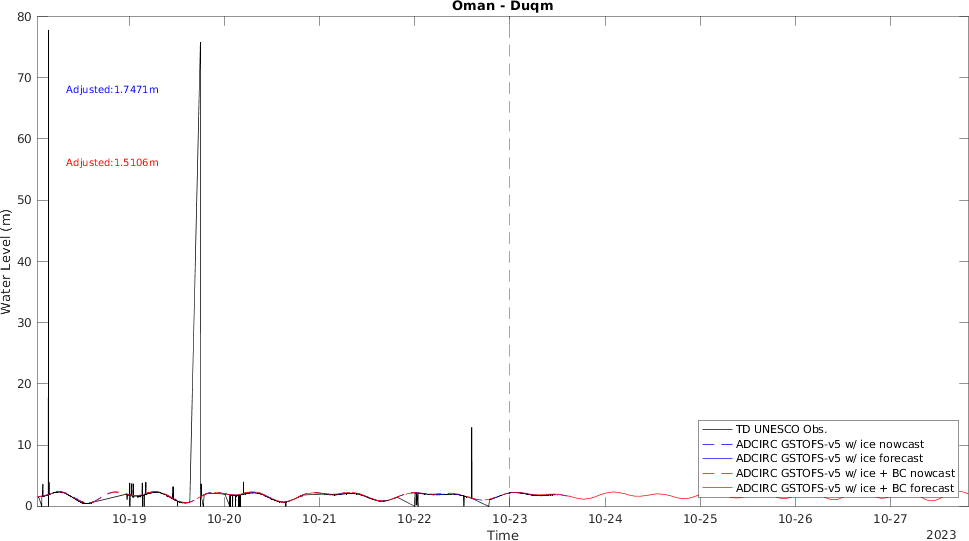 Oman - Duqm
80
70
60
50
40
30
20
10
0
Water Level (m)
Adjusted:1.7471m
Adjusted:1.5106m
TD UNESCO Obs.
ADCIRC GSTOFS-v5 w/ ice nowcast
ADCIRC GSTOFS-v5 w/ ice forecast
ADCIRC GSTOFS-v5 w/ ice + BC nowcast
ADCIRC GSTOFS-v5 w/ ice + BC forecast
10-19 10-20 10-21 10-22 10-23 10-24 10-25 10-26 10-27
Time
2023